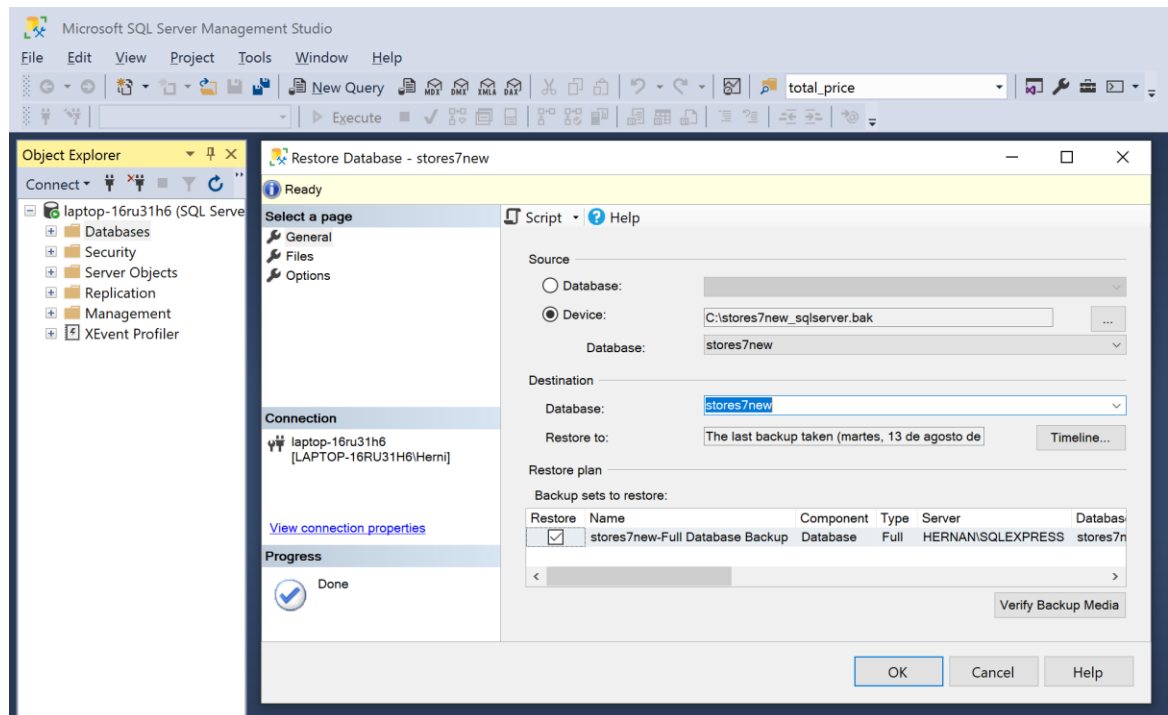 Microsoft SQL Server Management Studio
File Edit View Project Tools Window Help
New Query MDX DMX XMLA DAX total_price
Execute
Object Explorer
Connect
laptop-16ru31h6 (SQL Serve
Databases
Security
Server Objects
Replication
Management
XEvent Profiler
Restore Database - stores7new
Ready
Select a page
General
Files
Options
Connection
laptop-16ru31h6
[LAPTOP-16RU31H6\Herni]
View connection properties
Progress
Done
Script Help
Source
Database:
Device: C:\stores7new_sqlserver.bak ...
Database: stores7new
Destination
Database: stores7new
Restore to: The last backup taken (martes, 13 de agosto de Timeline...
Restore plan
Backup sets to restore:
Restore Name Component Type Server Databas
stores7new-Full Database Backup Database Full HERNAN\SQLEXPRESS stores7n
Verify Backup Media
OK Cancel Help